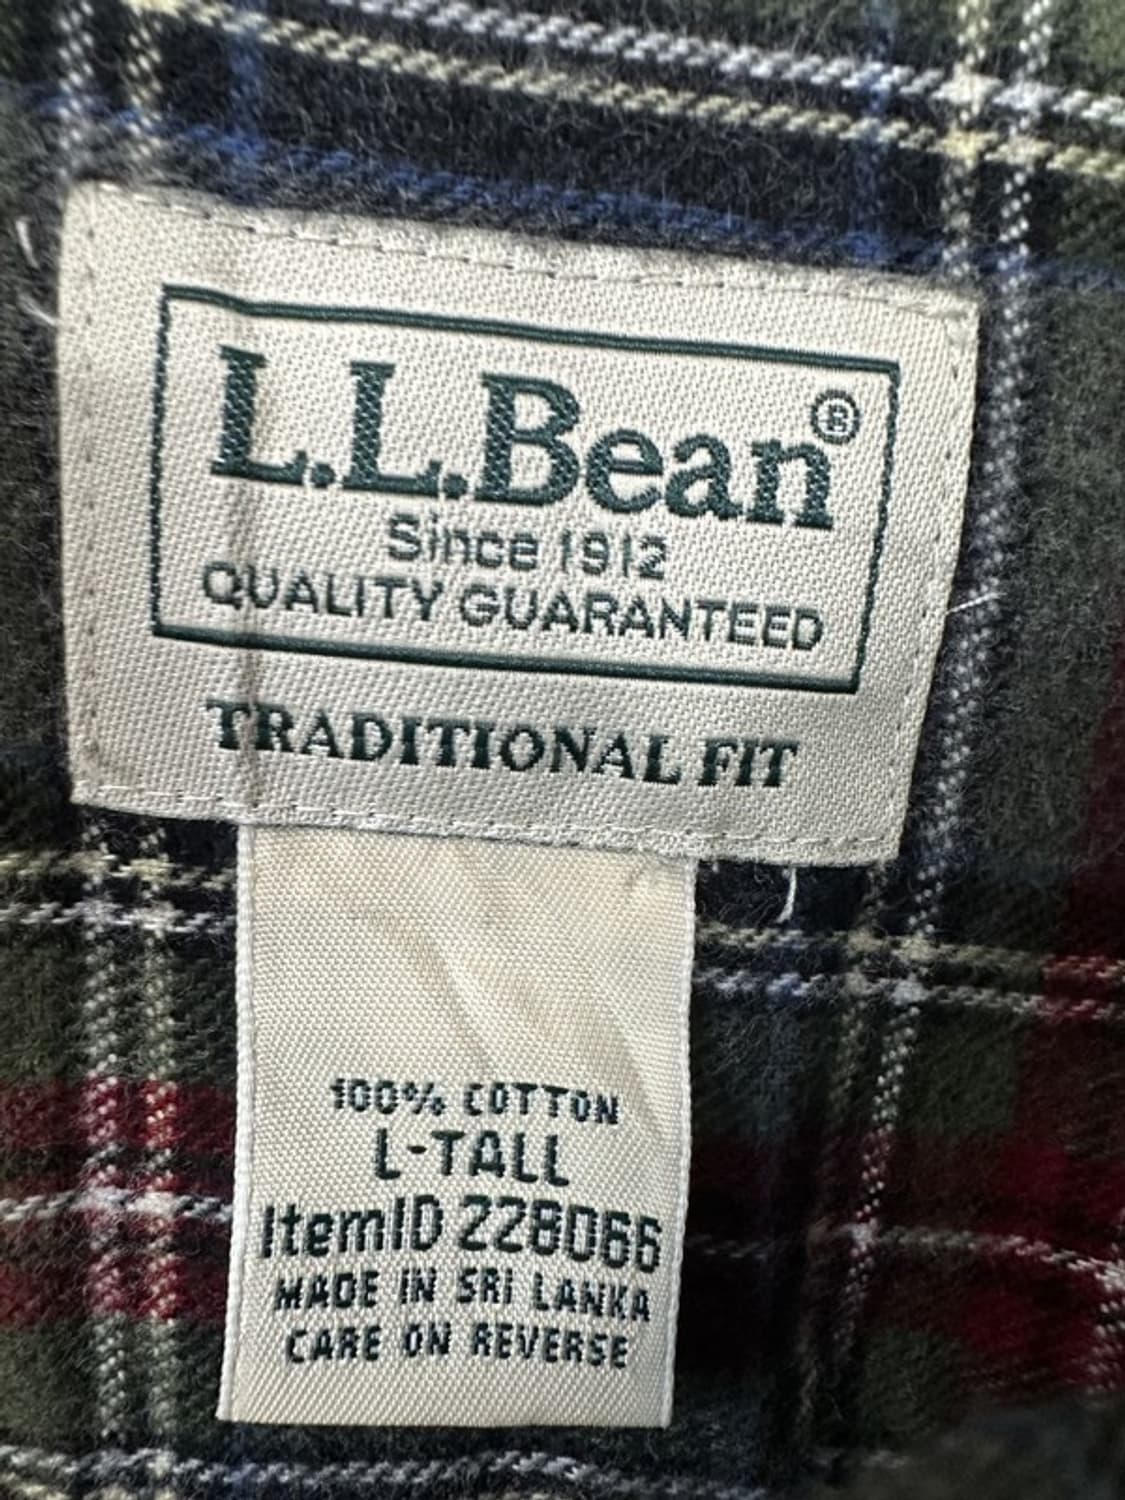 L.L.Bean®
Since 1912
QUALITY GUARANTEED
TRADITIONAL FIT
100% COTTON
L-TALL
ItemID 228066
MADE IN SRI LANKA
CARE ON REVERSE